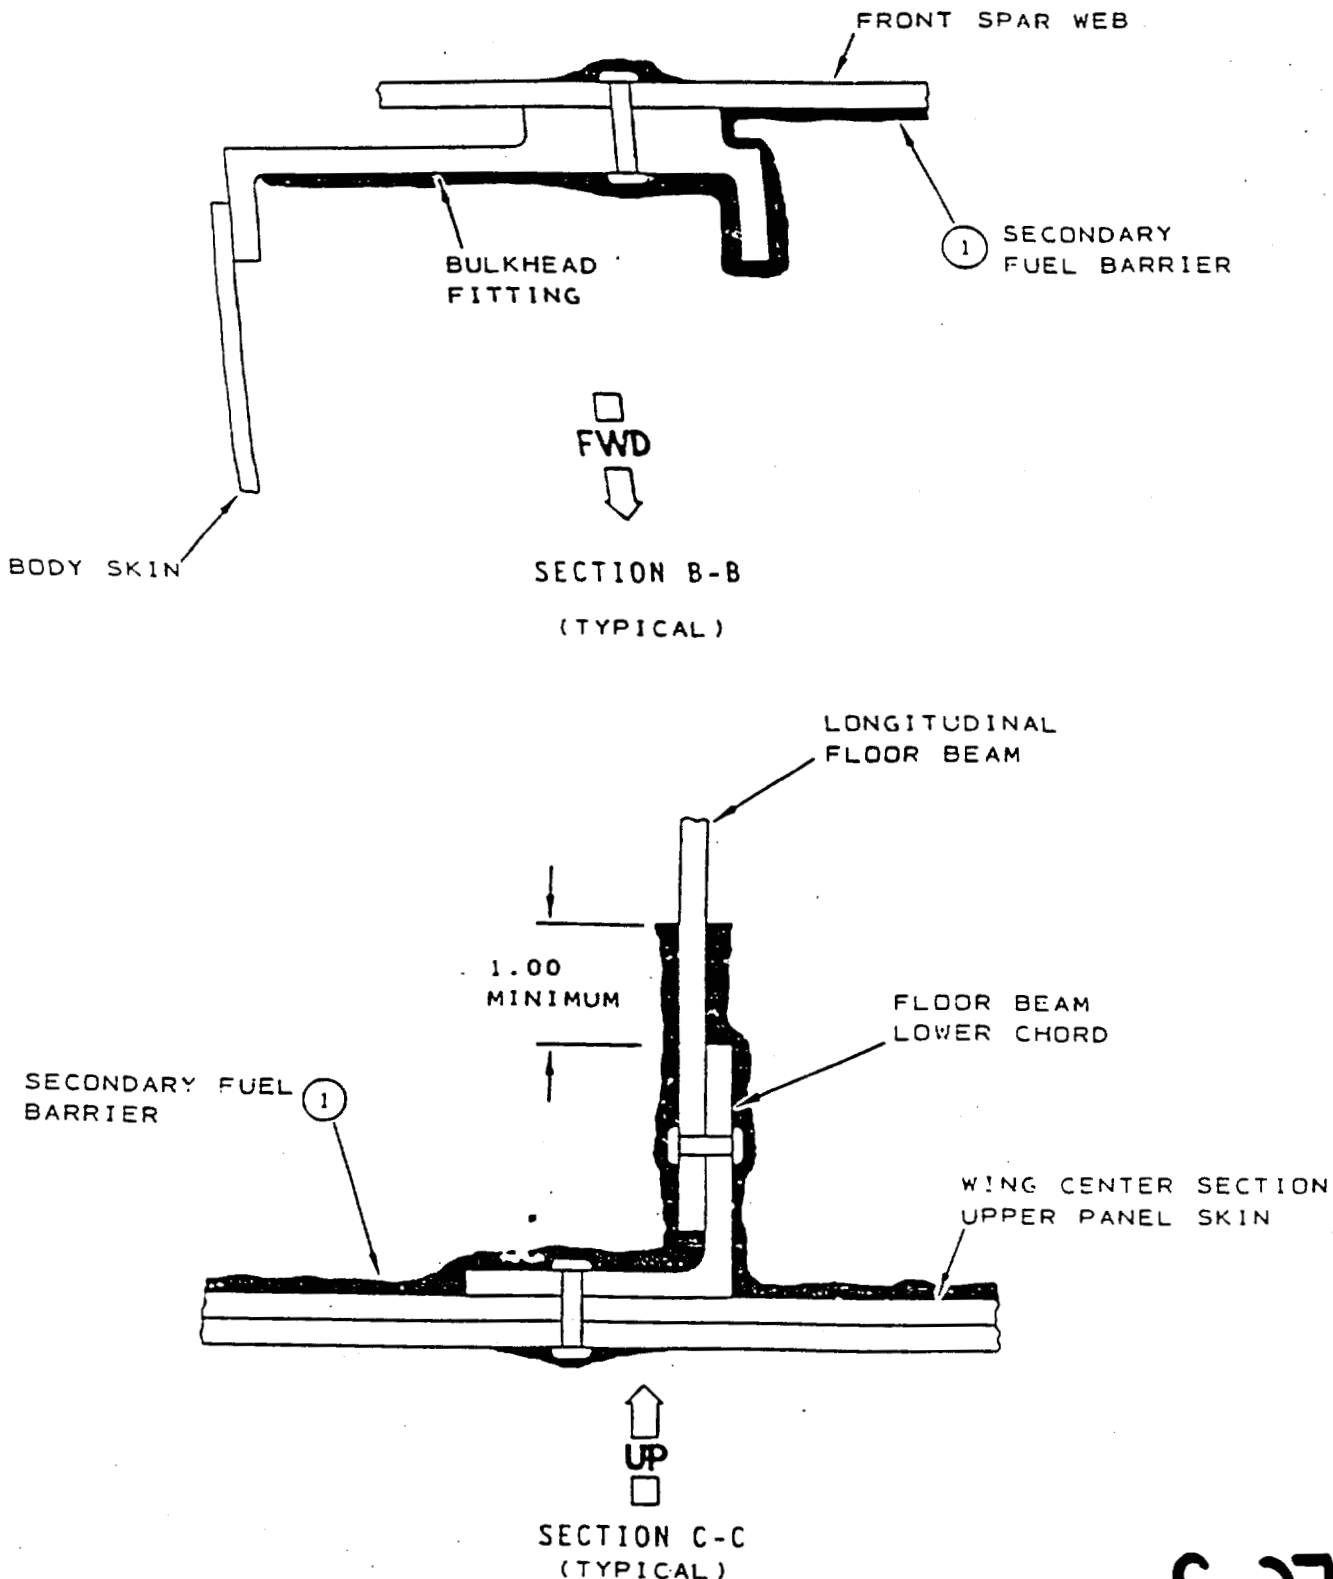 FRONT SPAR WEB
1 SECONDARY
FUEL BARRIER
BULKHEAD
FITTING
FWD
BODY SKIN
SECTION B-B
(TYPICAL)
LONGITUDINAL
FLOOR BEAM
1.00
MINIMUM
FLOOR BEAM
LOWER CHORD
SECONDARY FUEL 1
BARRIER
WING CENTER SECTION
UPPER PANEL SKIN
UP
SECTION C-C
(TYPICAL)